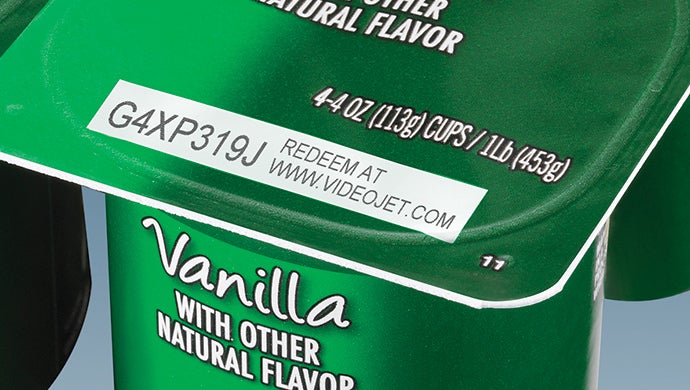 OTHER
NATURAL FLAVOR
4-4 OZ (113g) CUPS / 1Lb (453g)
G4XP319J
REDEEM AT
WWW.VIDEOJET.COM
11
Vanilla
WITH OTHER
NATURAL FLAVOR